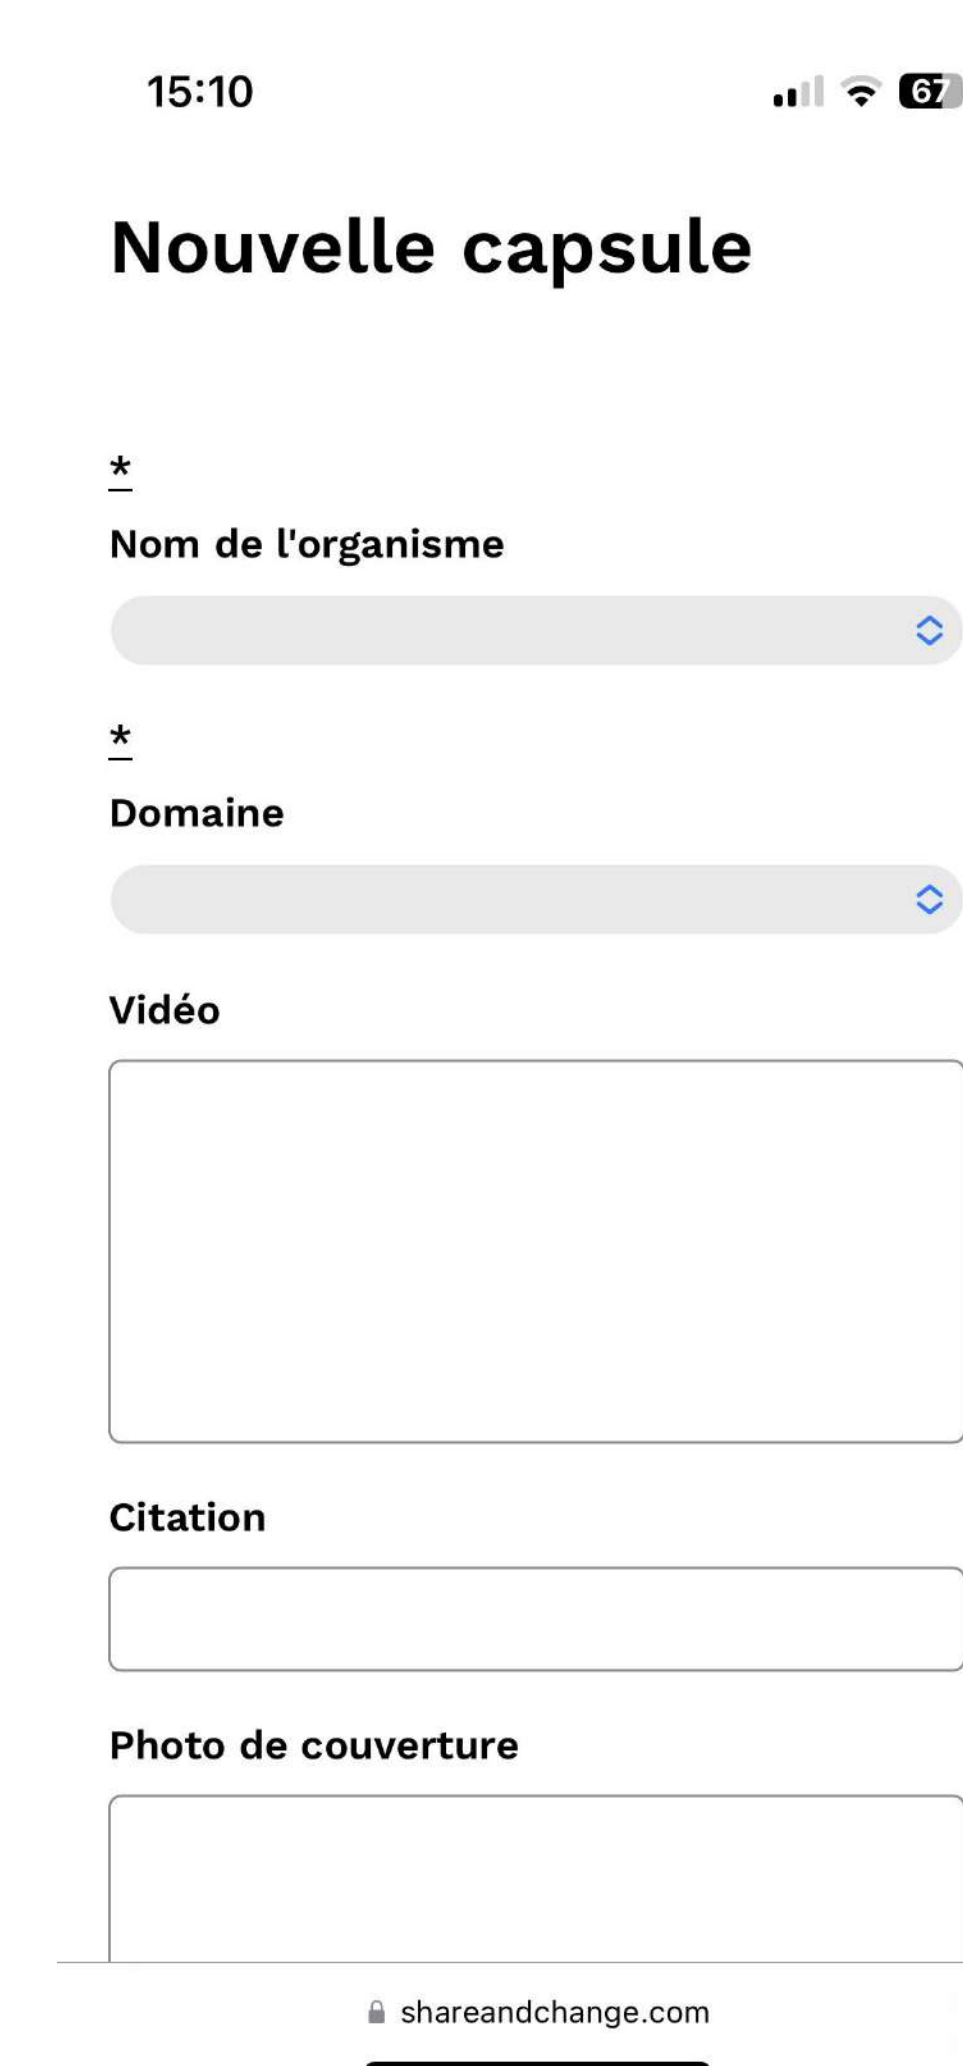 15:10
67
Nouvelle capsule
*
Nom de l'organisme
*
Domaine
Vidéo
Citation
Photo de couverture
shareandchange.com